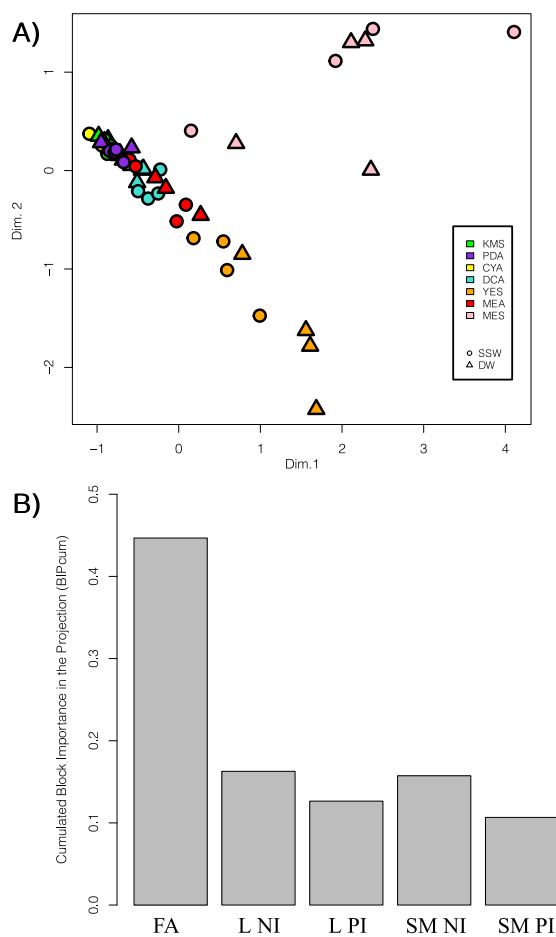 A)
Dim. 2
1
0
−1
−2
KMS
PDA
CYA
DCA
YES
MEA
MES
SSW
DW
−1 0 1 2 3 4
Dim.1
B)
Cumulated Block Importance in the Projection (BIPcum)
0.5
0.4
0.3
0.2
0.1
0.0
FA L NI L PI SM NI SM PI